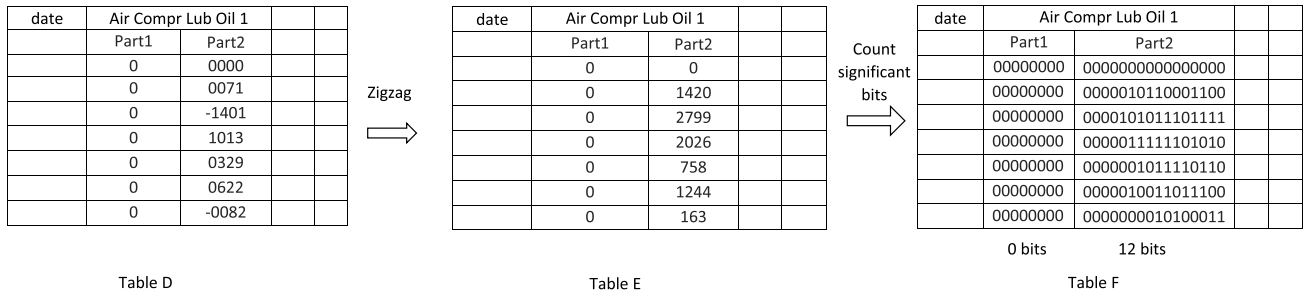 date Air Compr Lub Oil 1
Part1 Part2
0 0000
0 0071
0 -1401
0 1013
0 0329
0 0622
0 -0082
Table D
Zigzag
date Air Compr Lub Oil 1
Part1 Part2
0 0
0 1420
0 2799
0 2026
0 758
0 1244
0 163
Table E
Count
significant
bits
date Air Compr Lub Oil 1
Part1 Part2
00000000 0000000000000000
00000000 0000010110001100
00000000 0000101011101111
00000000 0000011111101010
00000000 0000001011110110
00000000 0000010011011100
00000000 0000000010100011
0 bits 12 bits
Table F